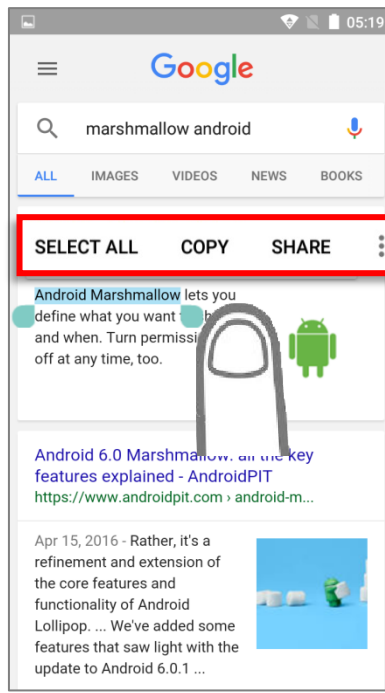 05:19
Google
marshmallow android
ALL IMAGES VIDEOS NEWS BOOKS
SELECT ALL COPY SHARE
Android Marshmallow lets you
define what you want
and when. Turn
off at any time, too.
Android 6.0 Marshmallow: all the key
features explained - AndroidPIT
https://www.androidpit.com › android-m...
Apr 15, 2016 - Rather, it's a
refinement and extension of
the core features and
functionality of Android
Lollipop. ... We've added some
features that saw light with the
update to Android 6.0.1 ...